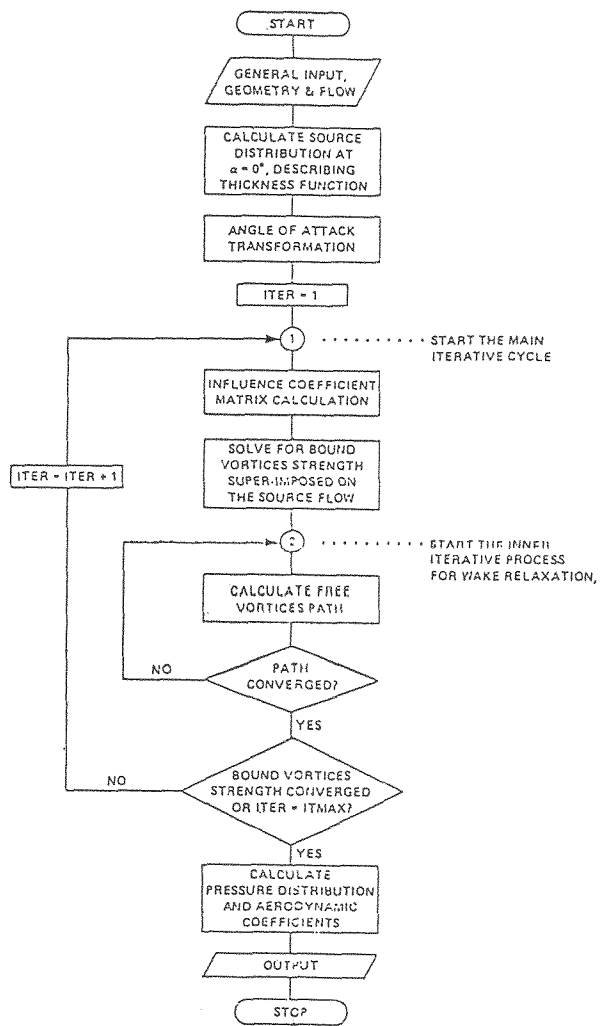 START
GENERAL INPUT,
GEOMETRY & FLOW
CALCULATE SOURCE
DISTRIBUTION AT
α = 0°, DESCRIBING
THICKNESS FUNCTION
ANGLE OF ATTACK
TRANSFORMATION
ITER = 1
1
START THE MAIN
ITERATIVE CYCLE
INFLUENCE COEFFICIENT
MATRIX CALCULATION
ITER = ITER + 1
SOLVE FOR BOUND
VORTICES STRENGTH
SUPER-IMPOSED ON
THE SOURCE FLOW
2
START THE INNER
ITERATIVE PROCESS
FOR WAKE RELAXATION,
CALCULATE FREE
VORTICES PATH
NO
PATH
CONVERGED?
YES
NO
BOUND VORTICES
STRENGTH CONVERGED
OR ITER = ITMAX?
YES
CALCULATE
PRESSURE DISTRIBUTION
AND AERODYNAMIC
COEFFICIENTS
OUTPUT
STOP